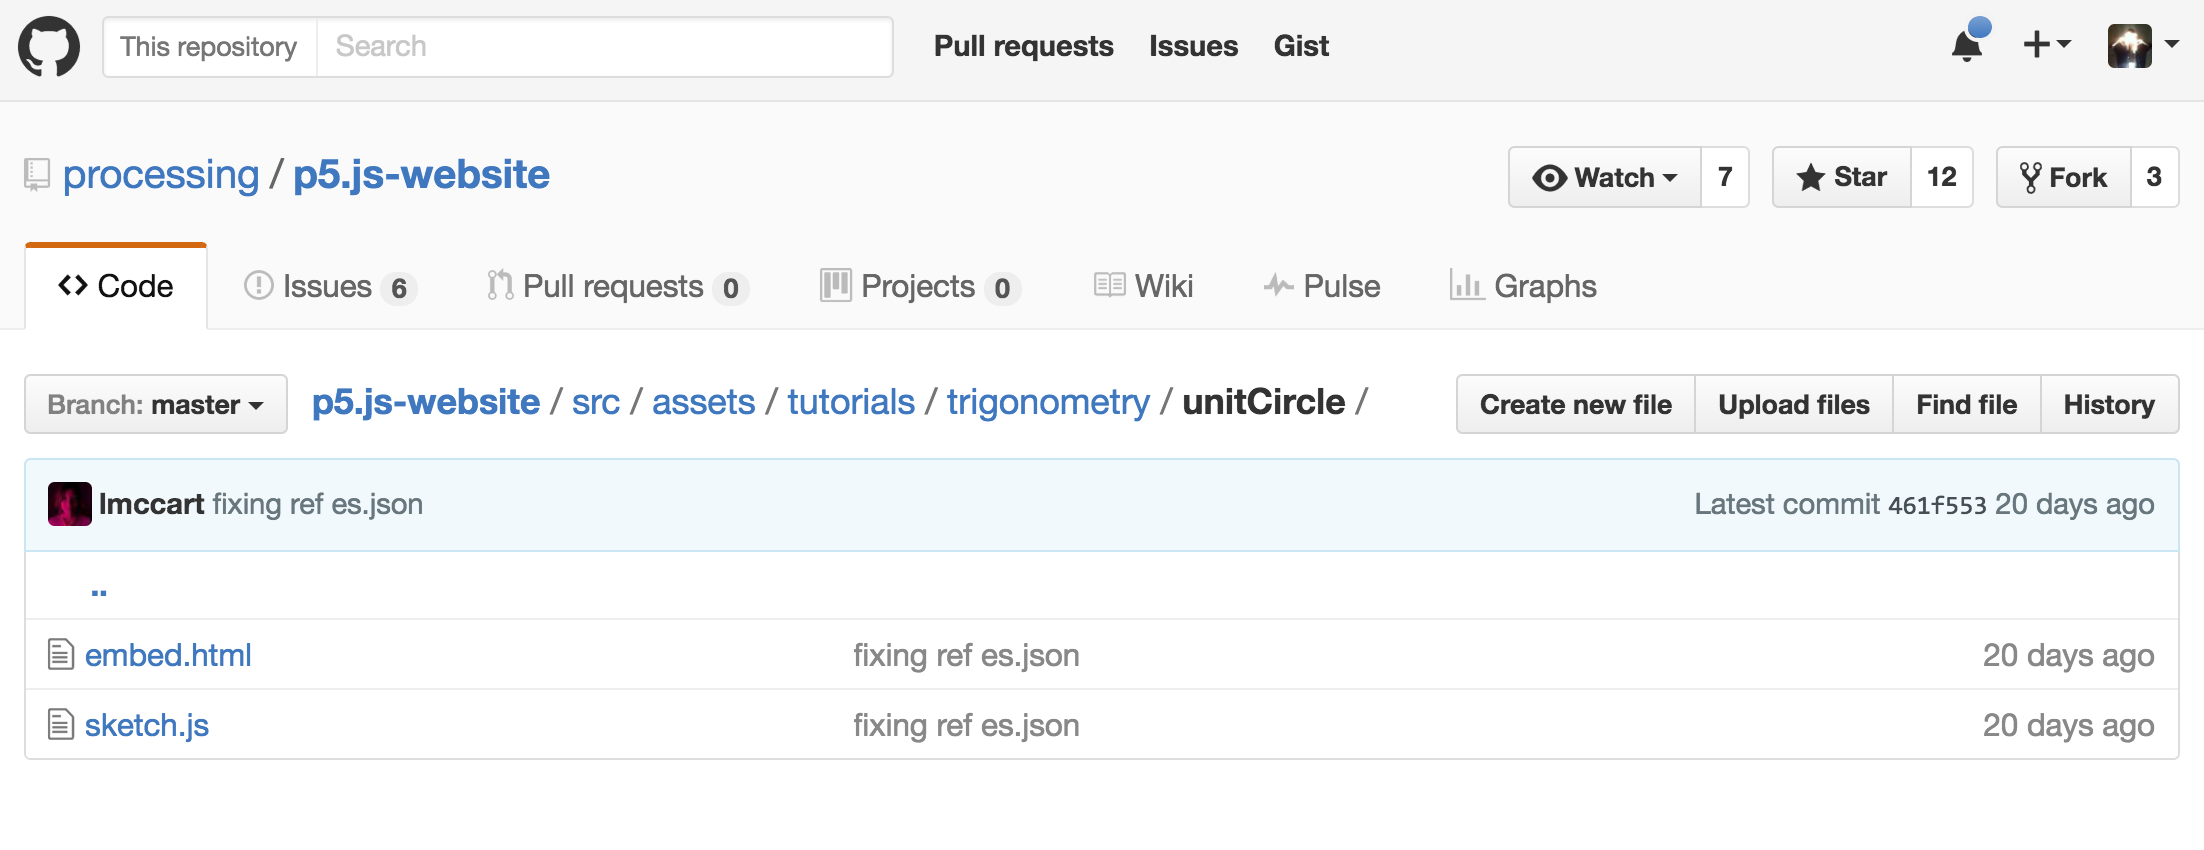 This repository Search Pull requests Issues Gist
processing / p5.js-website Watch 7 Star 12 Fork 3
Code Issues 6 Pull requests 0 Projects 0 Wiki Pulse Graphs
Branch: master p5.js-website / src / assets / tutorials / trigonometry / unitCircle / Create new file Upload files Find file History
lmccart fixing ref es.json Latest commit 461f553 20 days ago
..
embed.html fixing ref es.json 20 days ago
sketch.js fixing ref es.json 20 days ago